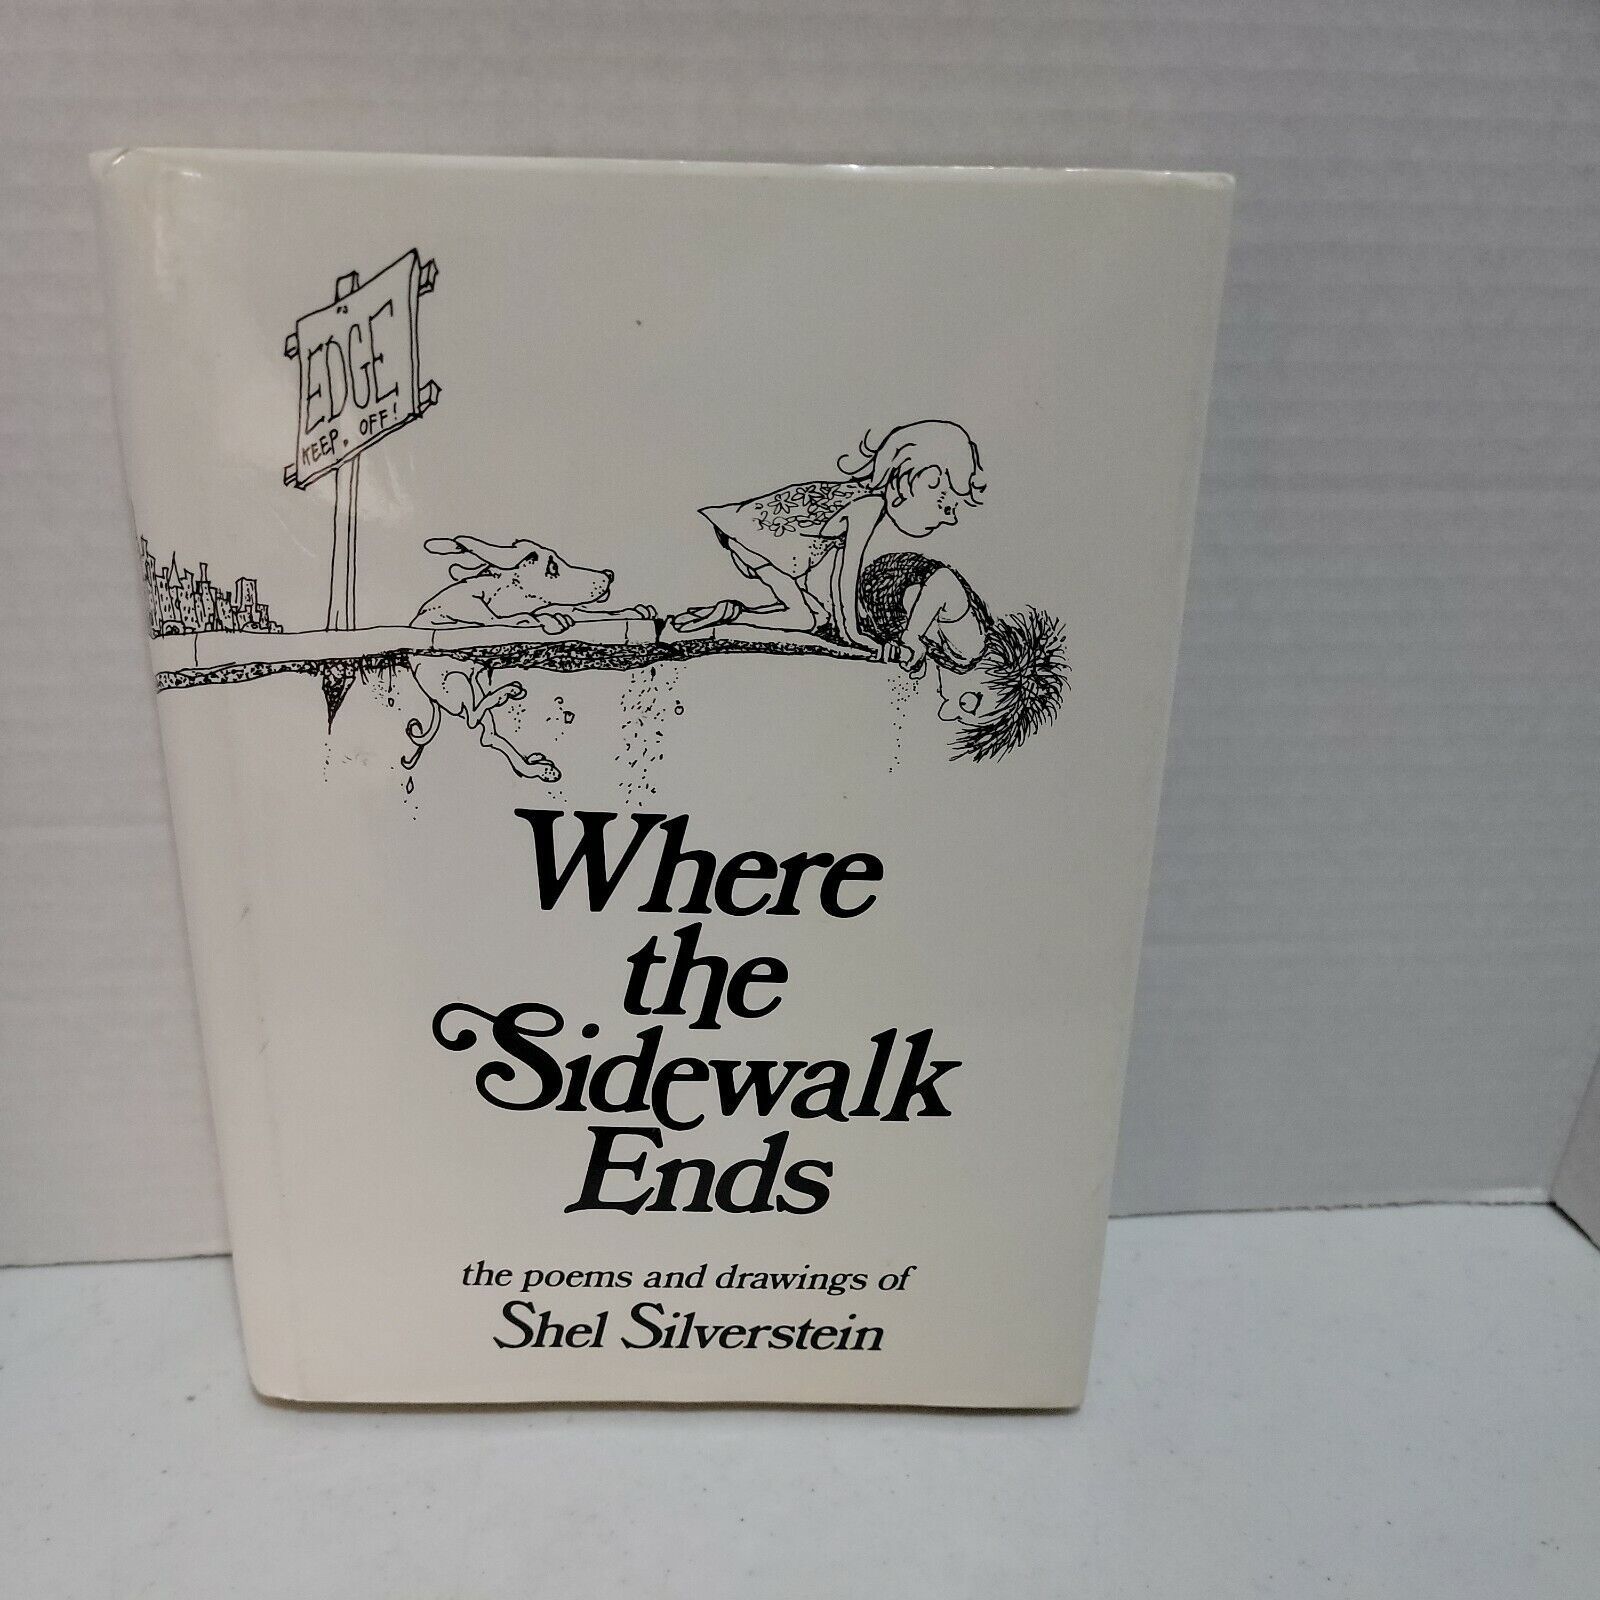 EDGE
KEEP. OFF!
Where
the
Sidewalk
Ends
the poems and drawings of
Shel Silverstein